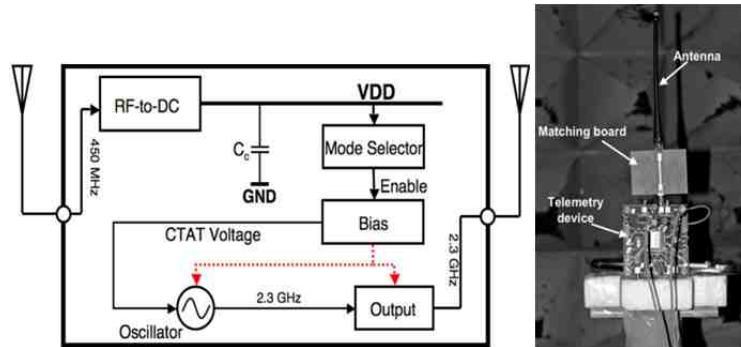 RF-to-DC
VDD
450 MHz
Cc
GND
Mode Selector
Enable
Bias
CTAT Voltage
2.3 GHz
2.3 GHz
Oscillator
Output
Antenna
Matching board
Telemetry
device